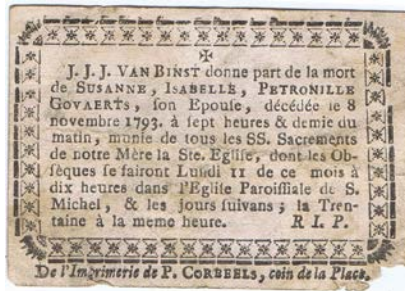 ✠
J. J. J. VAN BINST donne part de la mort
de SUSANNE, ISABELLE, PETRONILLE
GOVAERTS, ſon Epouſe, décédée le 8
novembre 1793. à ſept heures & demie du
matin, munie de tous les SS. Sacrements
de notre Mère la Ste. Egliſe, dont les Ob-
ſèques ſe fairont Lundi 11 de ce mois à
dix heures dans l'Egliſe Paroiſſiale de S.
Michel, & les jours ſuivans; la Tren-
taine à la meme heure. R I. P.
De l'Imprimerie de P. CORBEELS, coin de la Place.